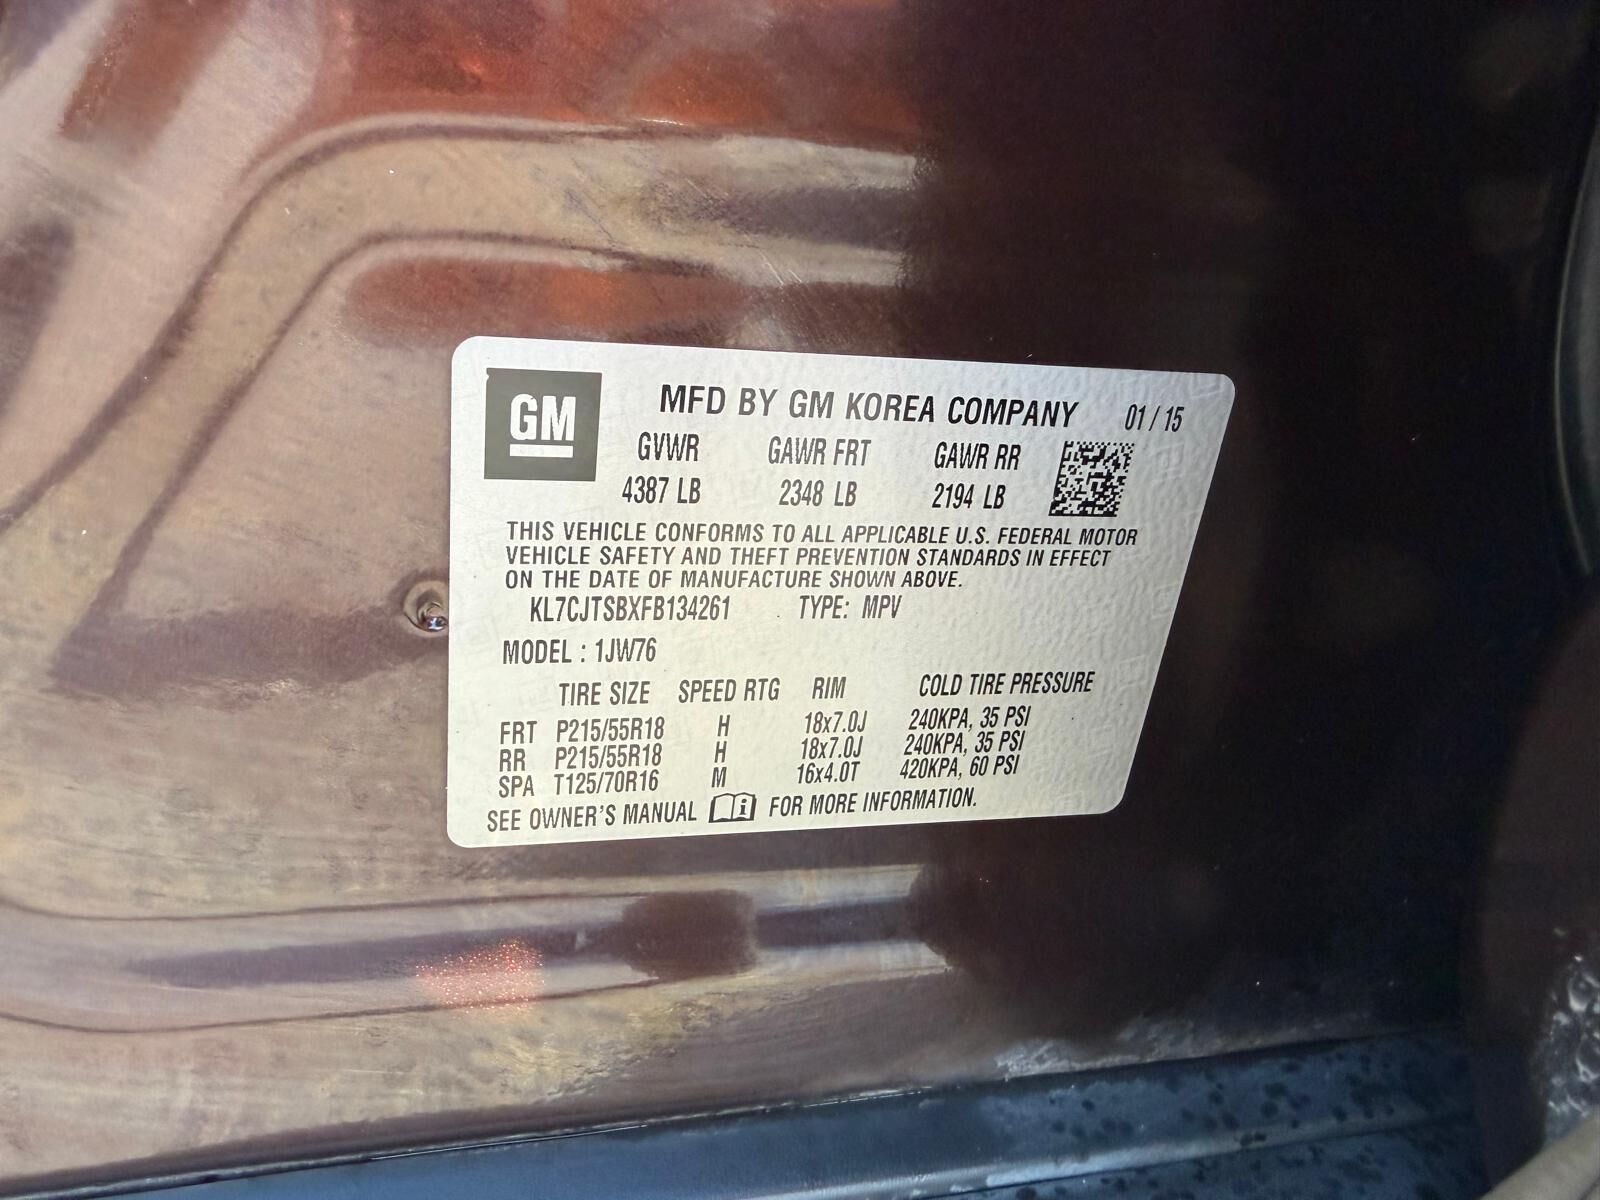 GM
MFD BY GM KOREA COMPANY 01 / 15
GVWR GAWR FRT GAWR RR
4387 LB 2348 LB 2194 LB
THIS VEHICLE CONFORMS TO ALL APPLICABLE U.S. FEDERAL MOTOR
VEHICLE SAFETY AND THEFT PREVENTION STANDARDS IN EFFECT
ON THE DATE OF MANUFACTURE SHOWN ABOVE.
KL7CJTSBXFB134261 TYPE: MPV
MODEL : 1JW76
TIRE SIZE SPEED RTG RIM COLD TIRE PRESSURE
FRT P215/55R18 H 18x7.0J 240KPA, 35 PSI
RR P215/55R18 H 18x7.0J 240KPA, 35 PSI
SPA T125/70R16 M 16x4.0T 420KPA, 60 PSI
SEE OWNER'S MANUAL FOR MORE INFORMATION.